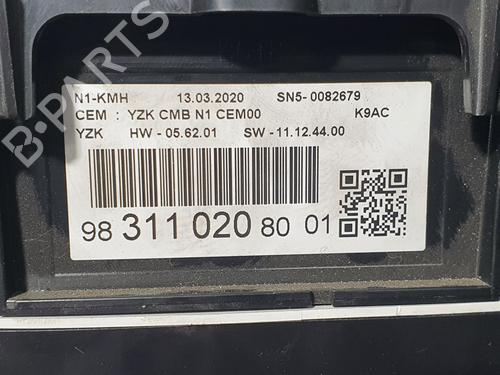 N1-KMH 13.03.2020 SN5- 0082679
CEM : YZK CMB N1 CEM00 K9AC
YZK HW - 05.62.01 SW - 11.12.44.00
98 311 020 80 01
B-PARTS